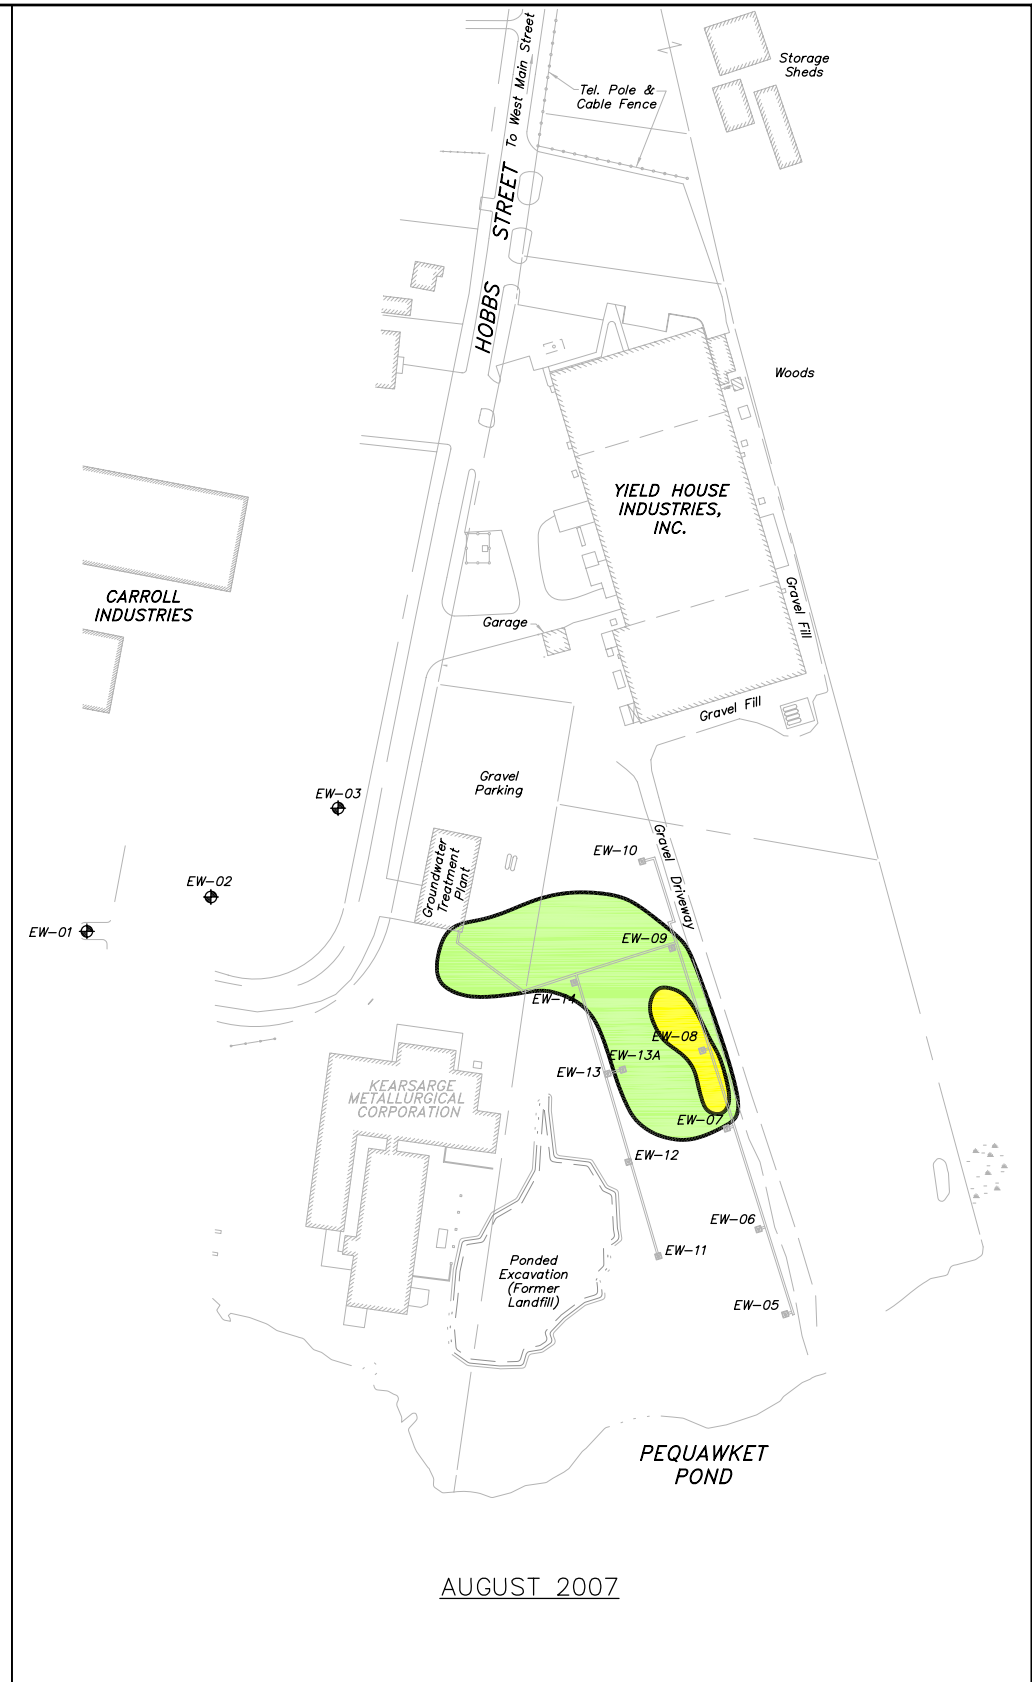 Storage
Sheds
Tel. Pole &
Cable Fence
To West Main Street
HOBBS STREET
Woods
YIELD HOUSE
INDUSTRIES,
INC.
CARROLL
INDUSTRIES
Gravel Fill
Garage
Gravel Fill
Gravel
Parking
EW-03
Groundwater
Treatment
Plant
EW-10
Gravel Driveway
EW-02
EW-01
EW-09
EW-14
EW-08
EW-13A
EW-13
KEARSARGE
METALLURGICAL
CORPORATION
EW-07
EW-12
EW-06
EW-11
Ponded
Excavation
(Former
Landfill)
EW-05
PEQUAWKET
POND
AUGUST 2007